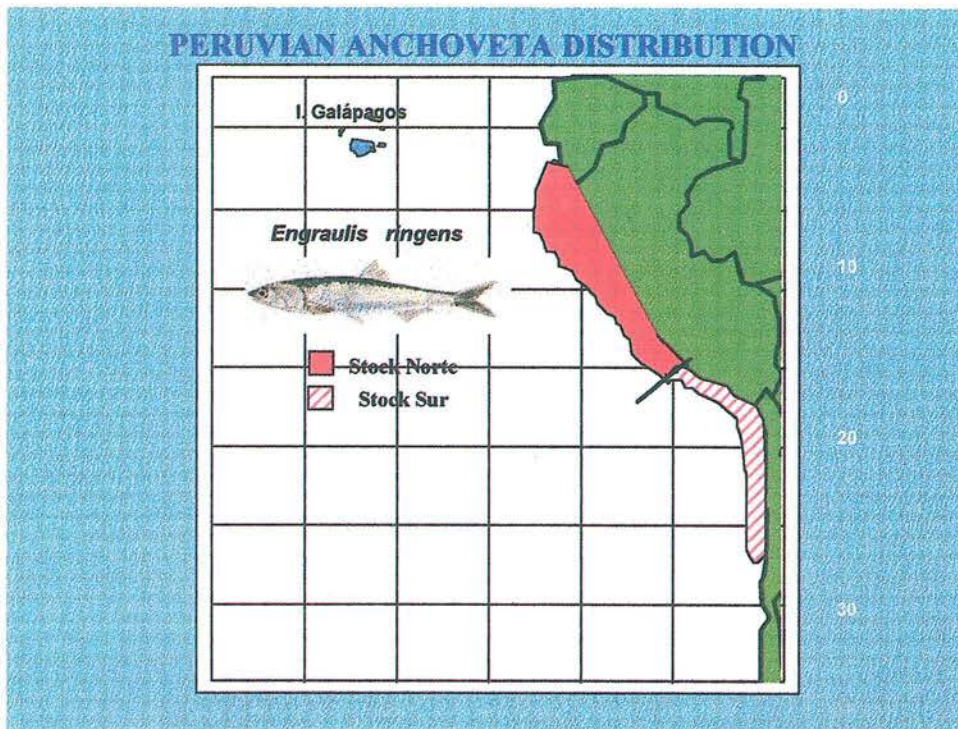 PERUVIAN ANCHOVETA DISTRIBUTION
0
I. Galápagos
Engraulis ringens
10
Stock Norte
Stock Sur
20
30